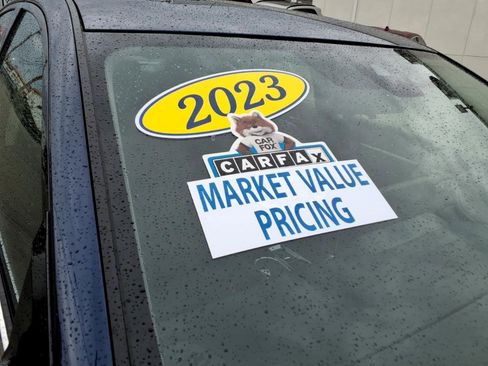 2023
CAR
FOX
CARFAX
MARKET VALUE
PRICING